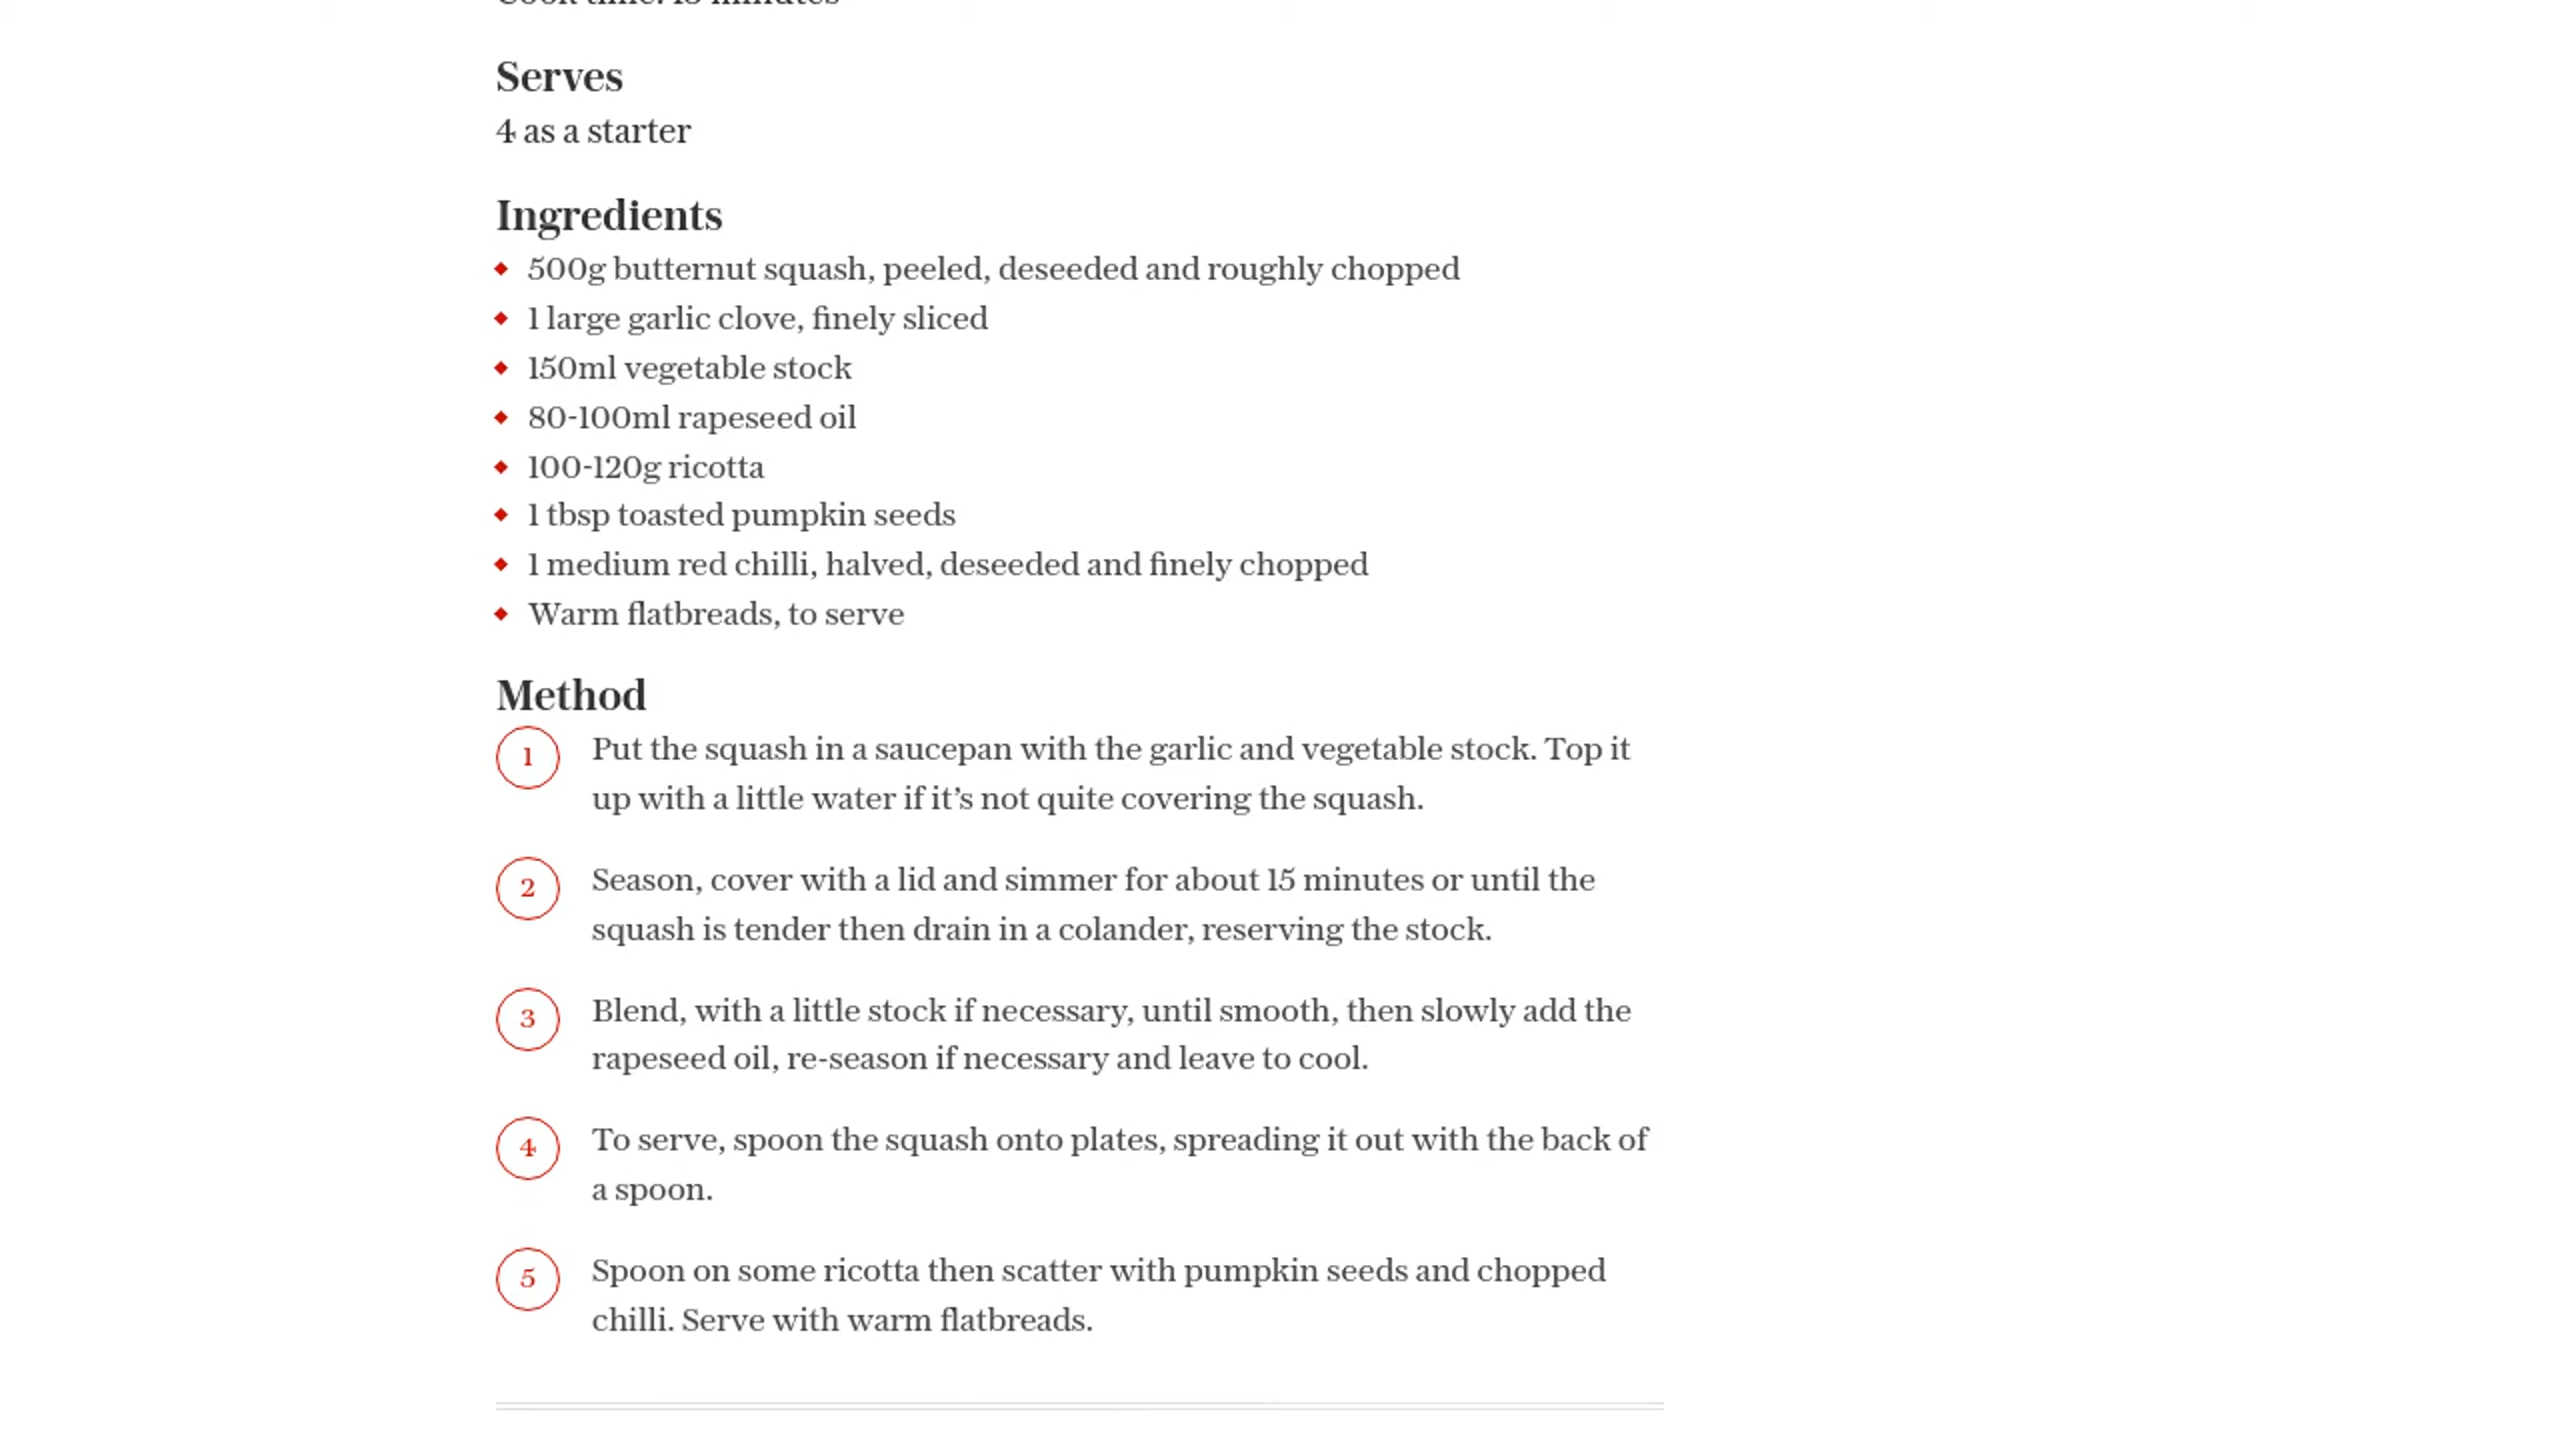 Serves
4 as a starter
Ingredients
500g butternut squash, peeled, deseeded and roughly chopped
1 large garlic clove, finely sliced
150ml vegetable stock
80-100ml rapeseed oil
100-120g ricotta
1 tbsp toasted pumpkin seeds
1 medium red chilli, halved, deseeded and finely chopped
Warm flatbreads, to serve
Method
1 Put the squash in a saucepan with the garlic and vegetable stock. Top it
up with a little water if it’s not quite covering the squash.
2 Season, cover with a lid and simmer for about 15 minutes or until the
squash is tender then drain in a colander, reserving the stock.
3 Blend, with a little stock if necessary, until smooth, then slowly add the
rapeseed oil, re-season if necessary and leave to cool.
4 To serve, spoon the squash onto plates, spreading it out with the back of
a spoon.
5 Spoon on some ricotta then scatter with pumpkin seeds and chopped
chilli. Serve with warm flatbreads.